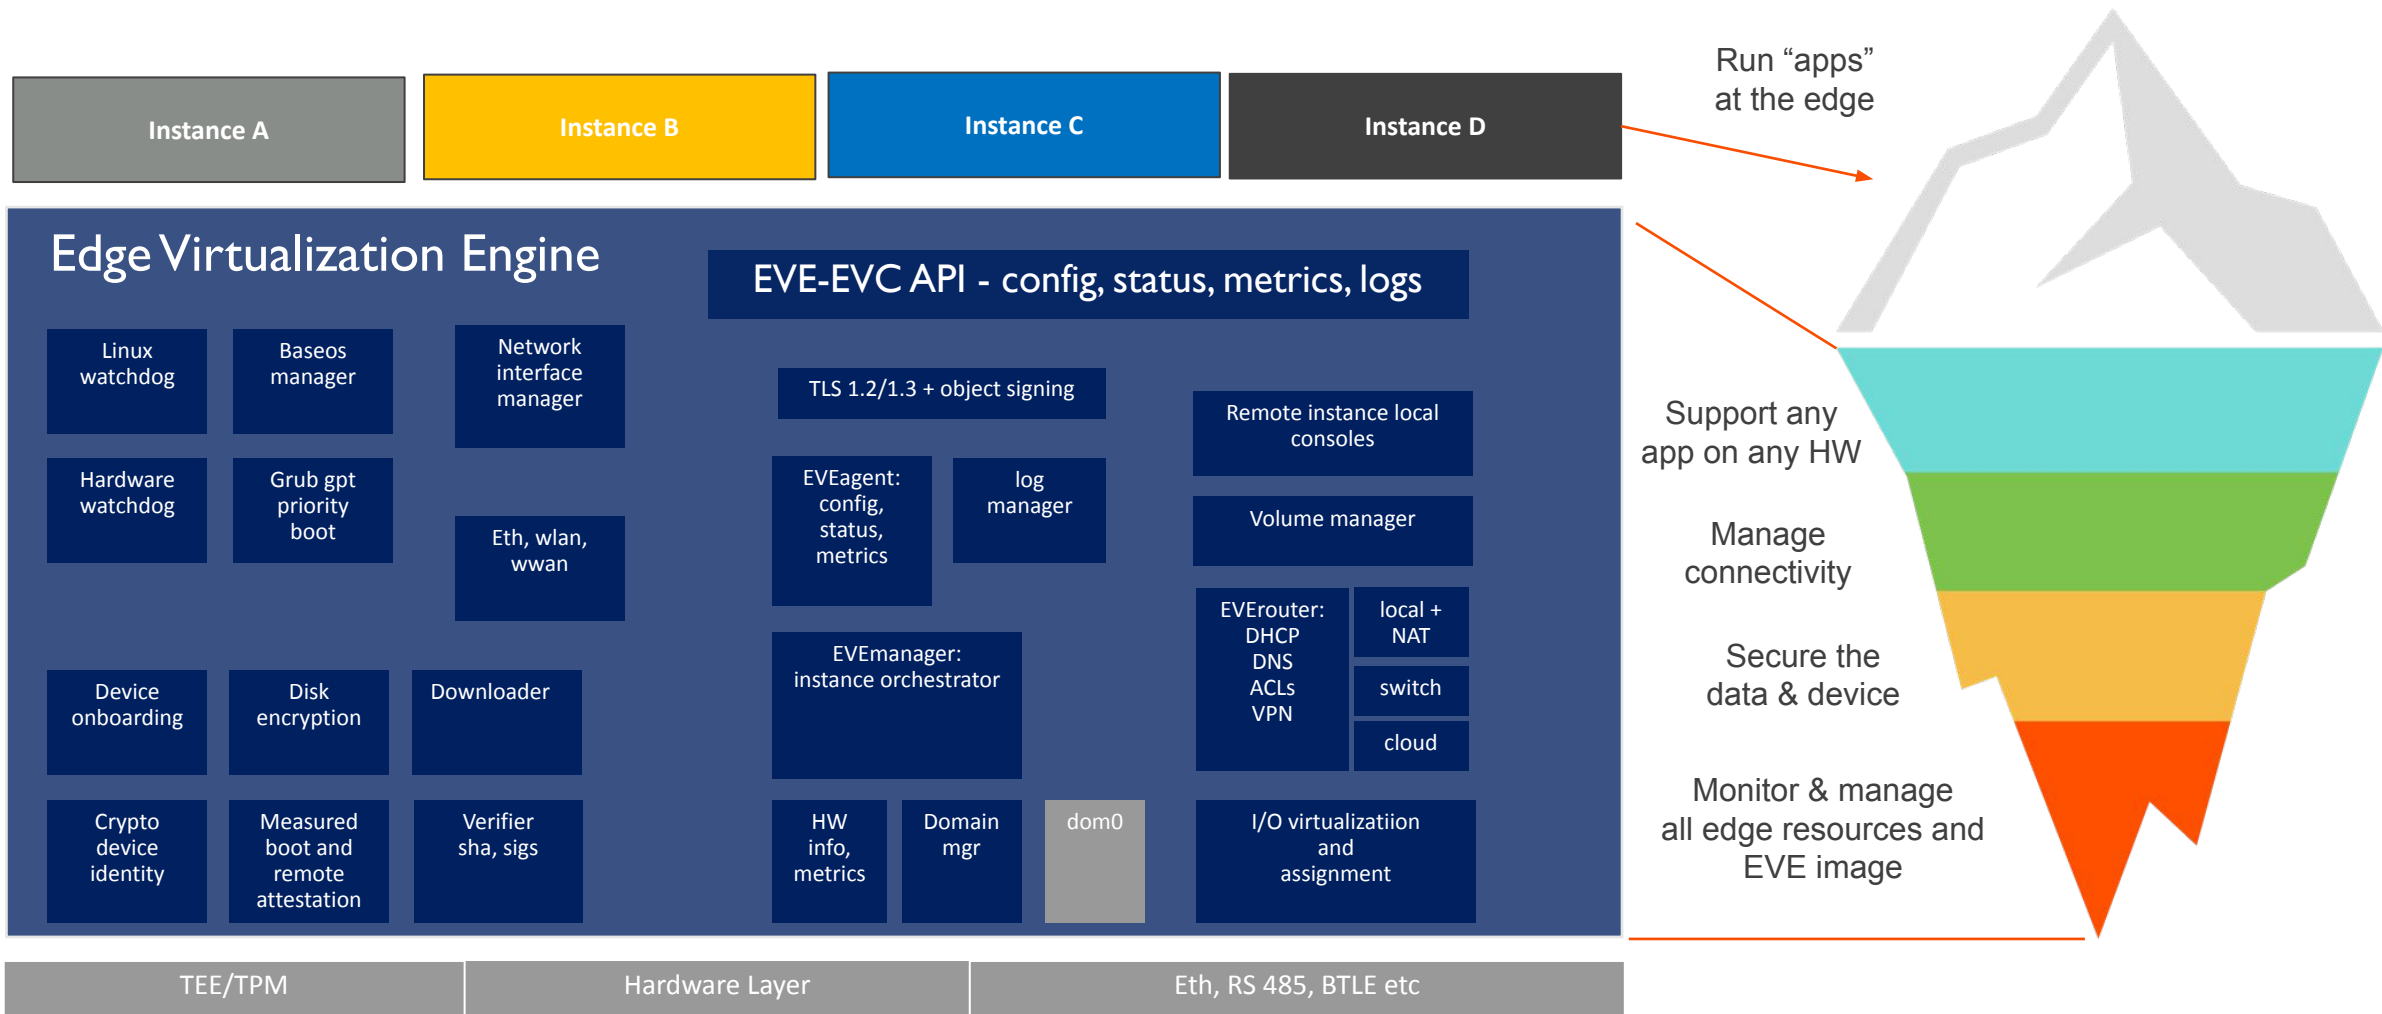 Instance A
Instance B
Instance C
Instance D
Run “apps”
at the edge
Edge Virtualization Engine
EVE-EVC API - config, status, metrics, logs
Linux
watchdog
Baseos
manager
Network
interface
manager
TLS 1.2/1.3 + object signing
Remote instance local
consoles
Hardware
watchdog
Grub gpt
priority
boot
Eth, wlan,
wwan
EVEagent:
config,
status,
metrics
log
manager
Volume manager
EVErouter:
DHCP
DNS
ACLs
VPN
local +
NAT
switch
cloud
EVEmanager:
instance orchestrator
Device
onboarding
Disk
encryption
Downloader
Crypto
device
identity
Measured
boot and
remote
attestation
Verifier
sha, sigs
HW
info,
metrics
Domain
mgr
dom0
I/O virtualizatiion
and
assignment
Support any
app on any HW
Manage
connectivity
Secure the
data & device
Monitor & manage
all edge resources and
EVE image
TEE/TPM
Hardware Layer
Eth, RS 485, BTLE etc